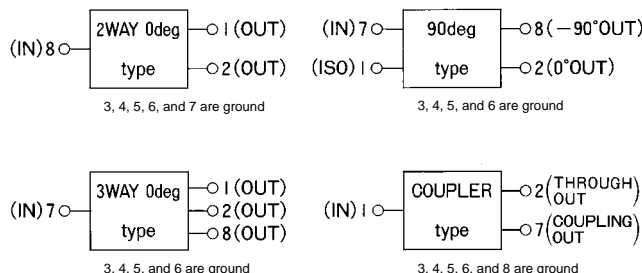 2WAY 0deg type
(IN) 8
1 (OUT)
2 (OUT)
3, 4, 5, 6, and 7 are ground
90deg type
(IN) 7
(ISO) 1
8 (−90°OUT)
2 (0°OUT)
3, 4, 5, and 6 are ground
3WAY 0deg type
(IN) 7
1 (OUT)
2 (OUT)
8 (OUT)
3, 4, 5, and 6 are ground
COUPLER type
(IN) 1
2 (THROUGH OUT)
7 (COUPLING OUT)
3, 4, 5, 6, and 8 are ground